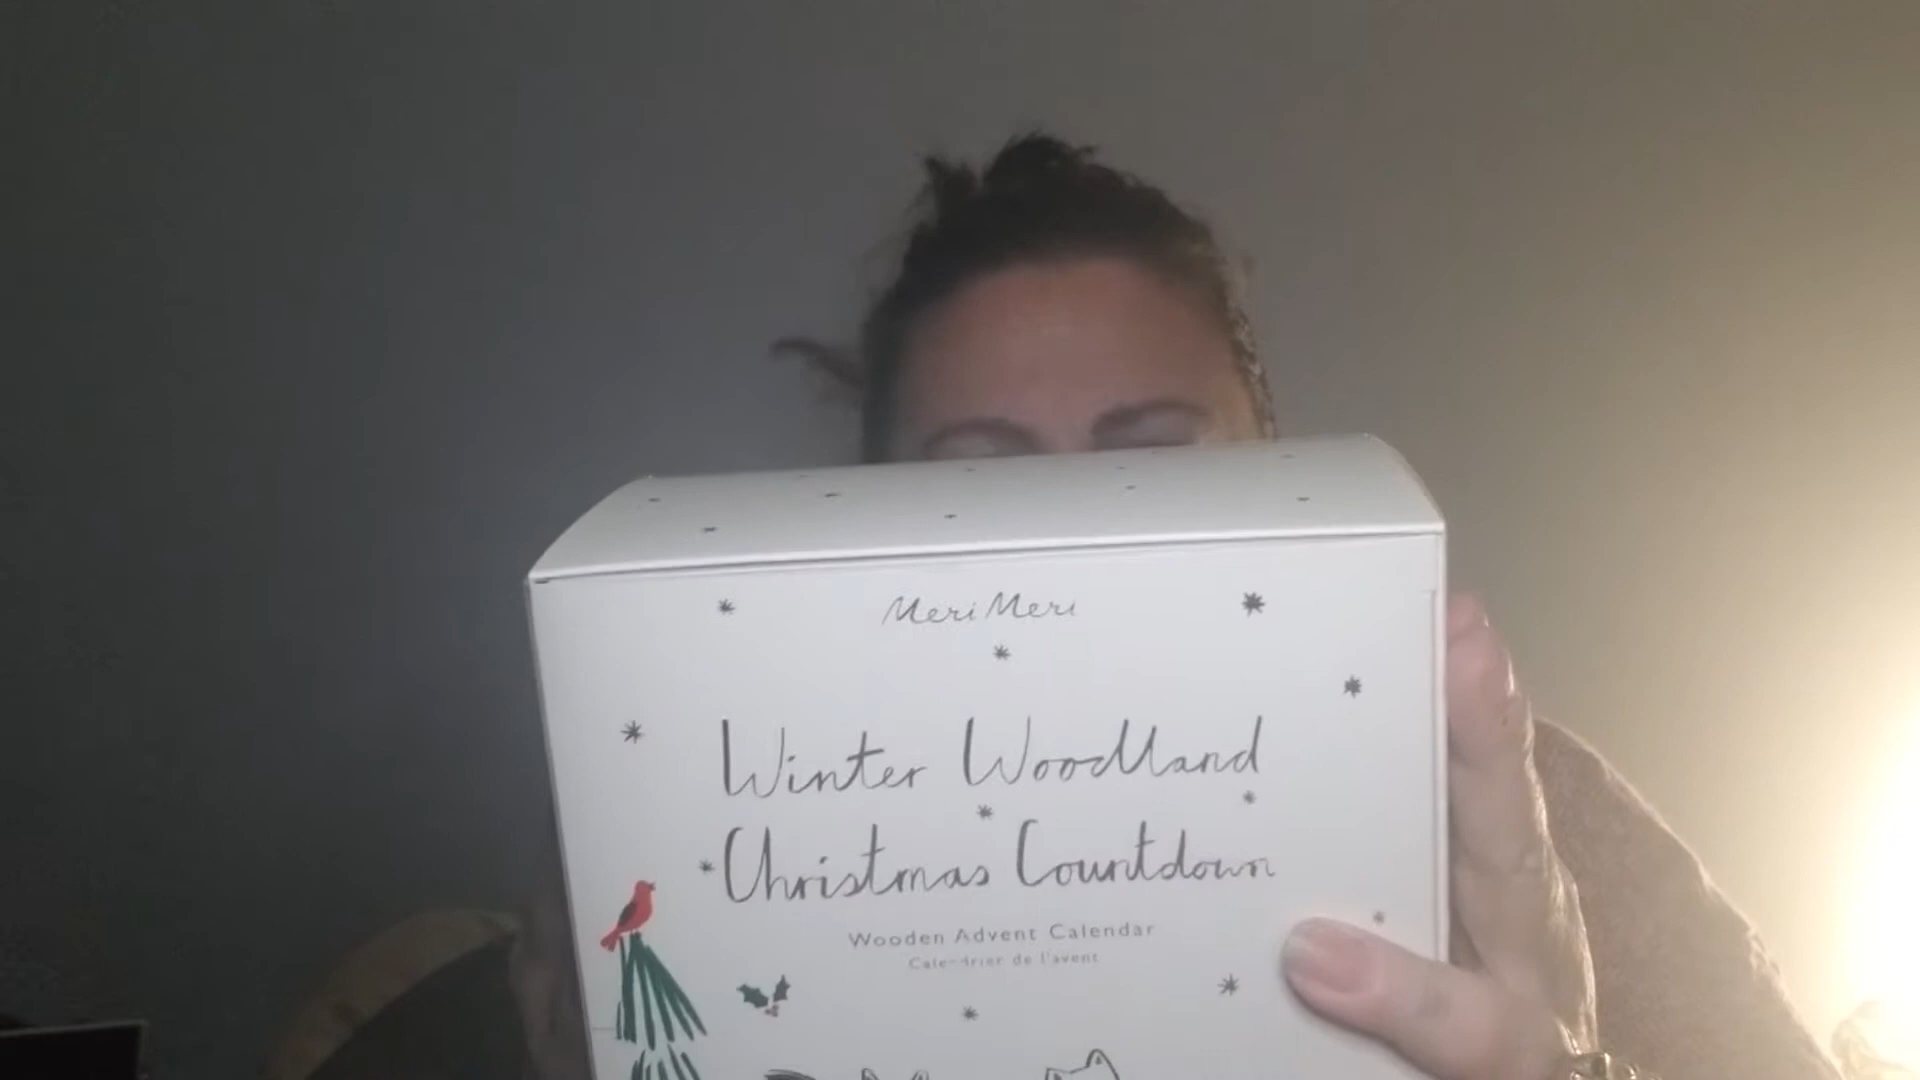 Meri Meri
Winter Woodland
Christmas Countdown
Wooden Advent Calendar
Calendrier de l'avent